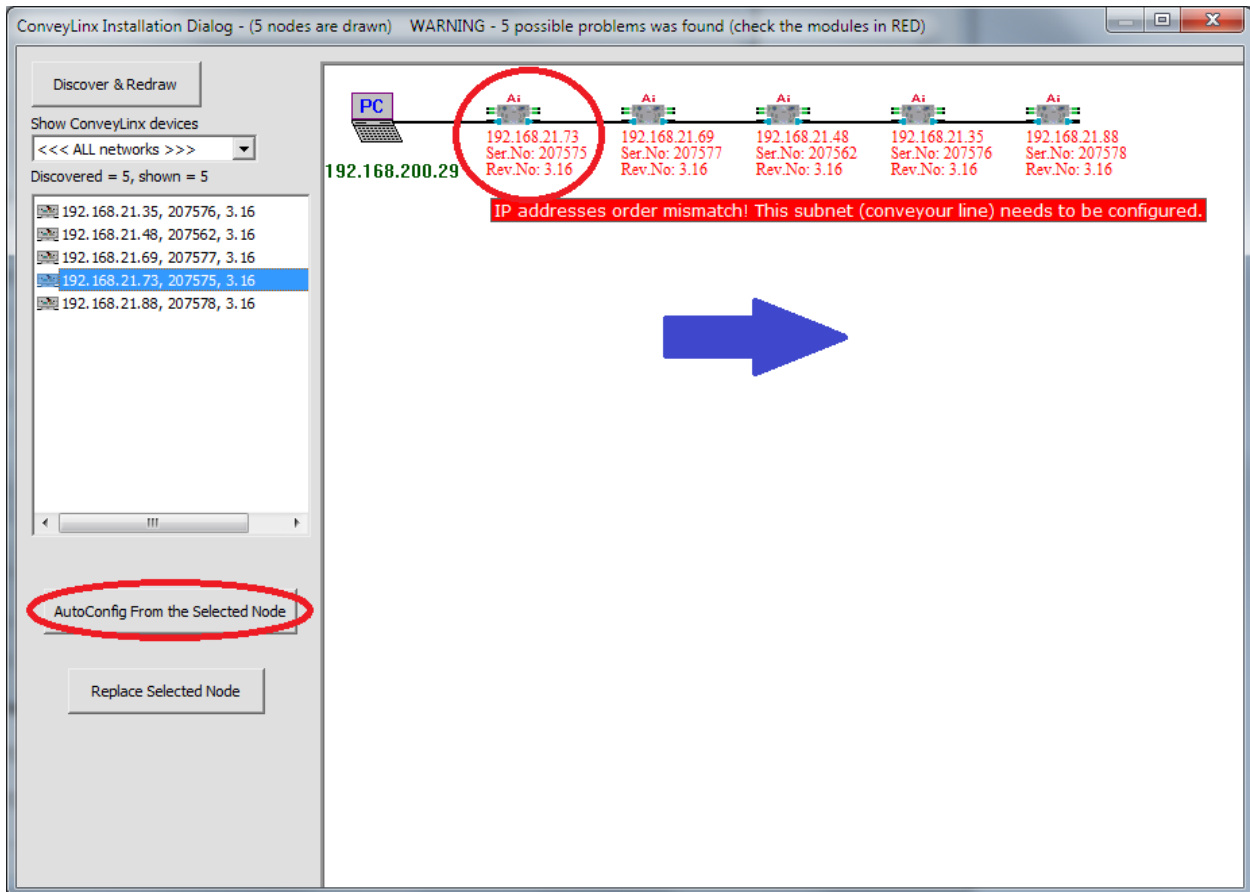 ConveyLinx Installation Dialog - (5 nodes are drawn)    WARNING - 5 possible problems was found (check the modules in RED)
Discover & Redraw
Show ConveyLinx devices
<<< ALL networks >>>
Discovered = 5, shown = 5
192.168.21.35, 207576, 3.16
192.168.21.48, 207562, 3.16
192.168.21.69, 207577, 3.16
192.168.21.73, 207575, 3.16
192.168.21.88, 207578, 3.16
AutoConfig From the Selected Node
Replace Selected Node
PC
192.168.200.29
Ai
192.168.21.73
Ser.No: 207575
Rev.No: 3.16
Ai
192.168.21.69
Ser.No: 207577
Rev.No: 3.16
Ai
192.168.21.48
Ser.No: 207562
Rev.No: 3.16
Ai
192.168.21.35
Ser.No: 207576
Rev.No: 3.16
Ai
192.168.21.88
Ser.No: 207578
Rev.No: 3.16
IP addresses order mismatch! This subnet (conveyour line) needs to be configured.